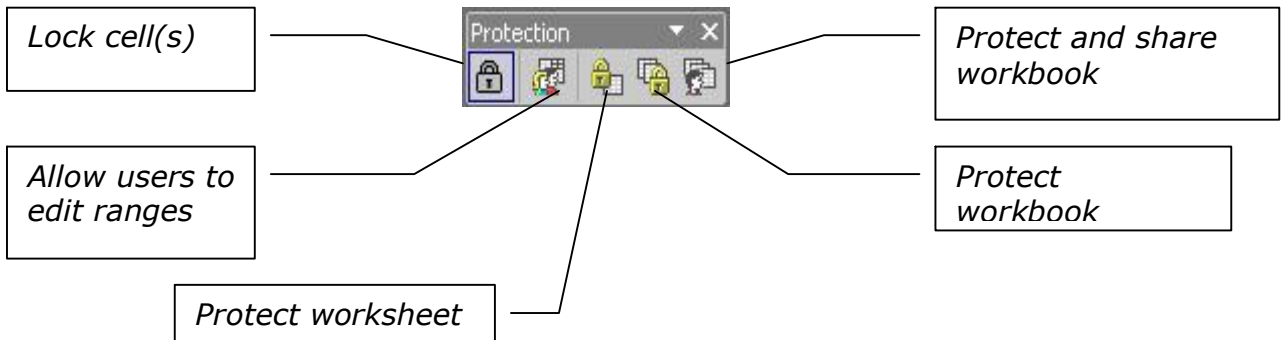 Lock cell(s)
Protection
Protect and share
workbook
Allow users to
edit ranges
Protect
workbook
Protect worksheet